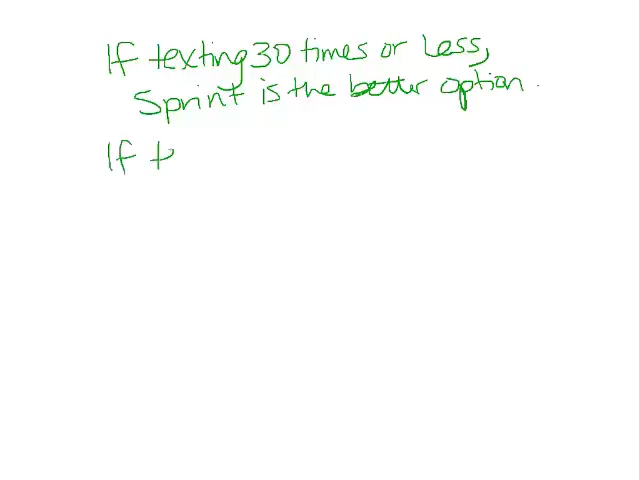 If texting 30 times or less,
Sprint is the better option.
If t